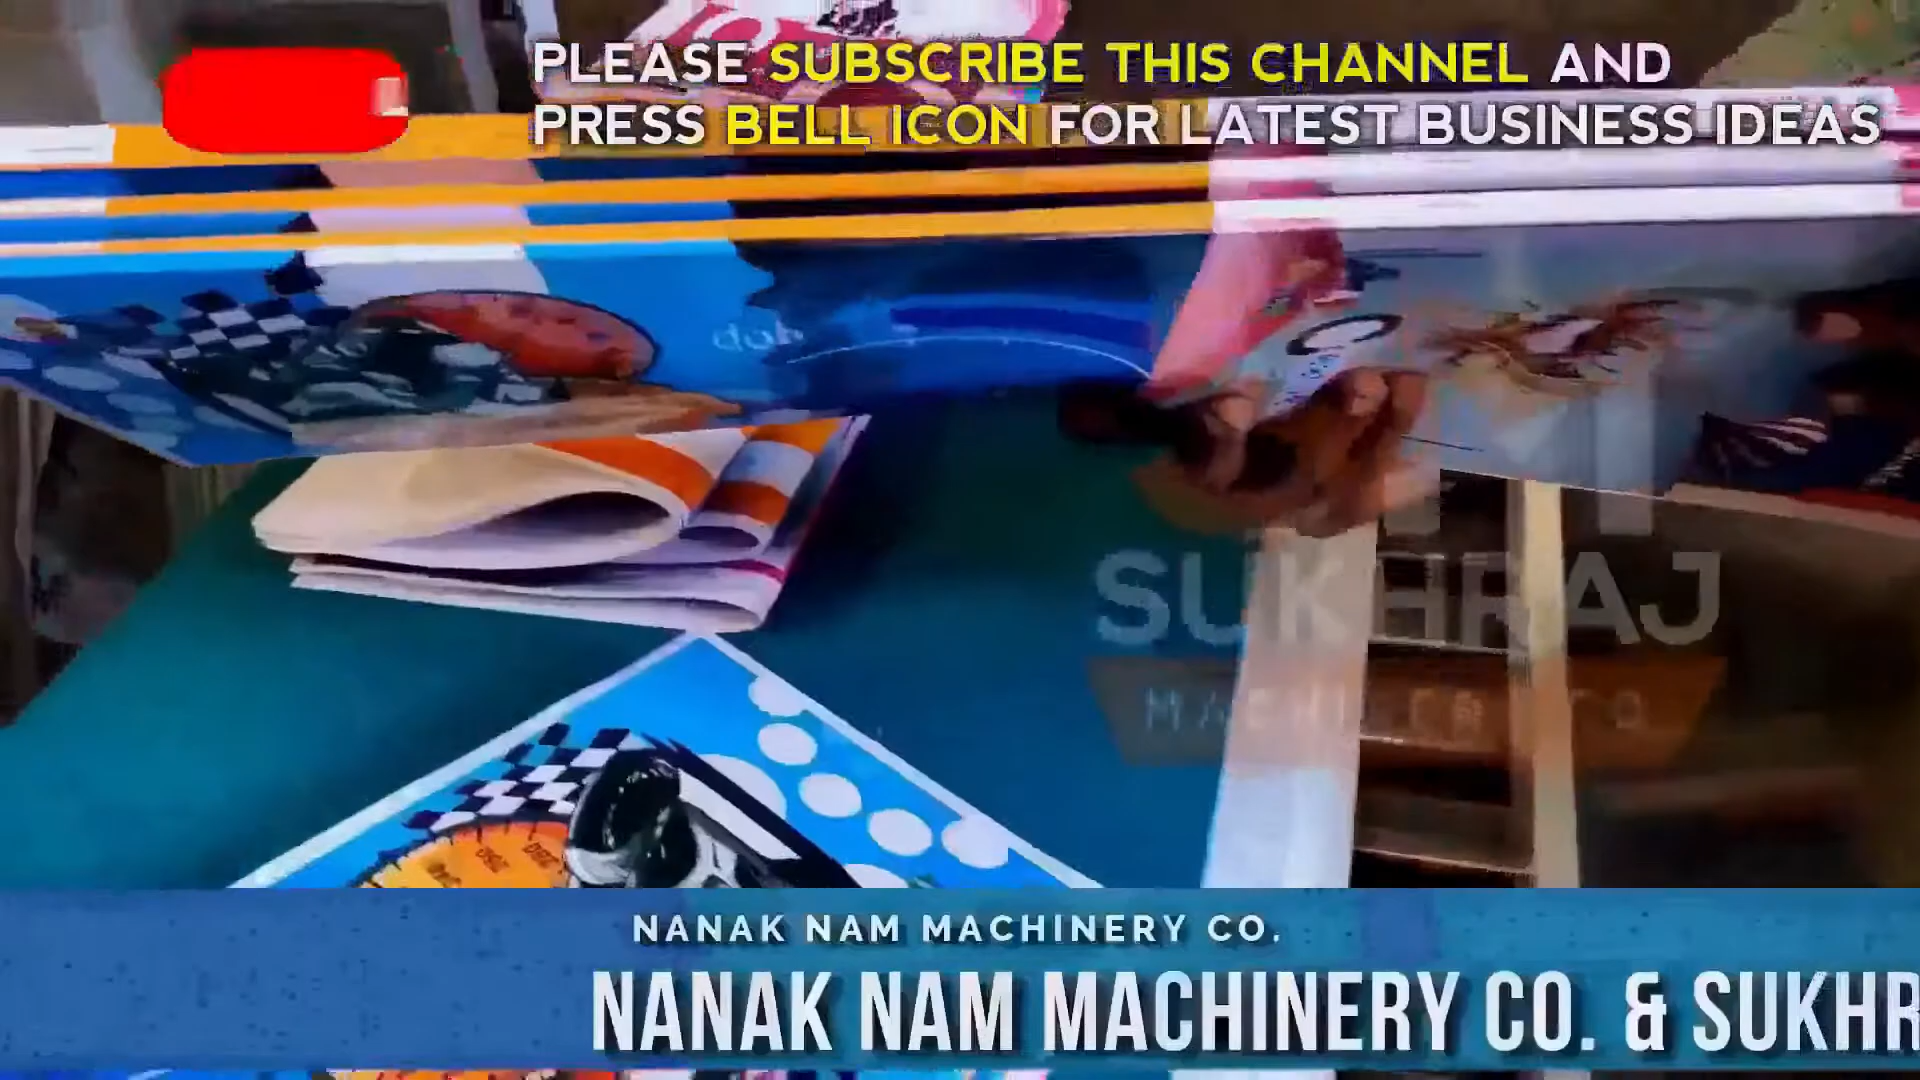 PLEASE SUBSCRIBE THIS CHANNEL AND
PRESS BELL ICON FOR LATEST BUSINESS IDEAS
SUKHRAJ
NANAK NAM MACHINERY CO.
NANAK NAM MACHINERY CO. & SUKHR